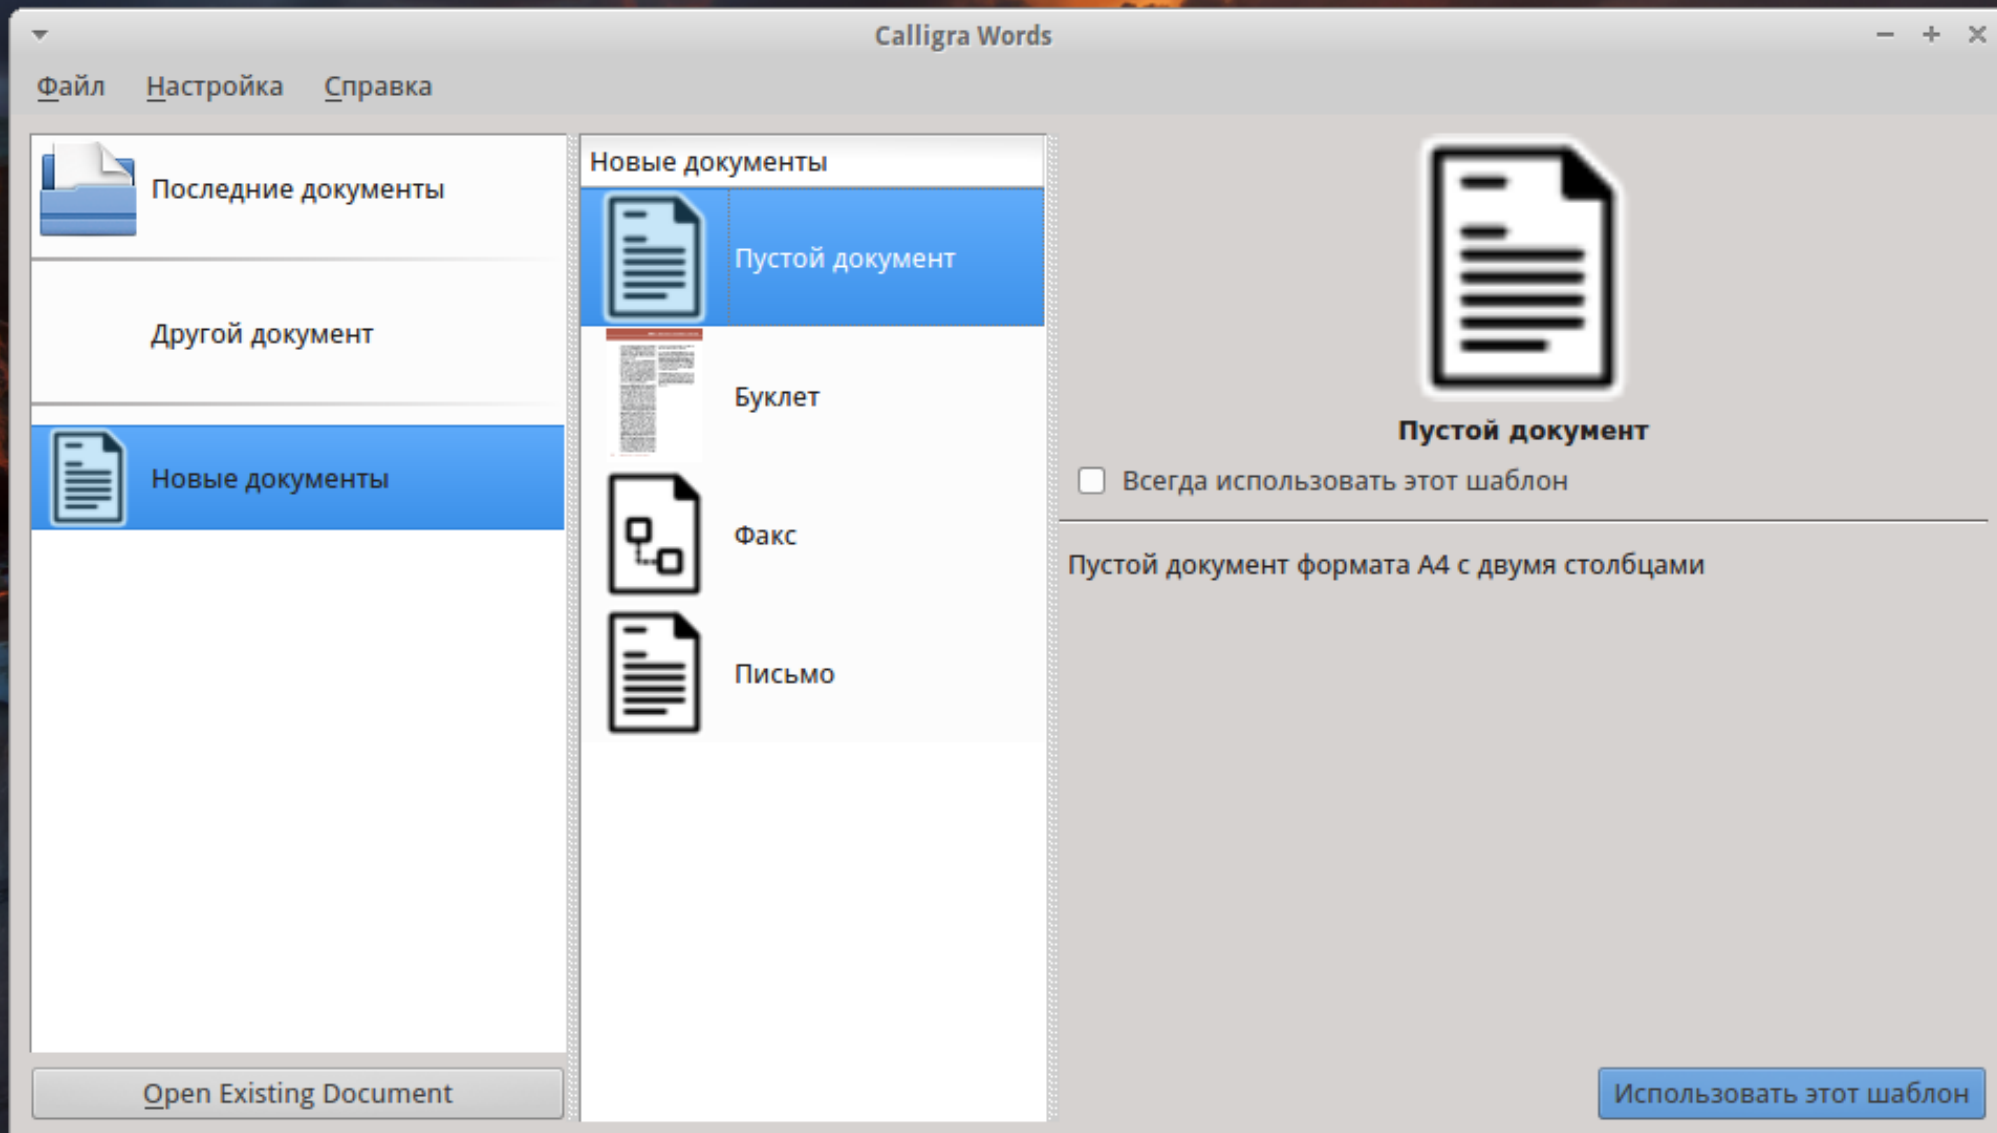 Calligra Words
Файл Настройка Справка
Последние документы
Другой документ
Новые документы
Open Existing Document
Новые документы
Пустой документ
Буклет
Факс
Письмо
Пустой документ
Всегда использовать этот шаблон
Пустой документ формата A4 с двумя столбцами
Использовать этот шаблон